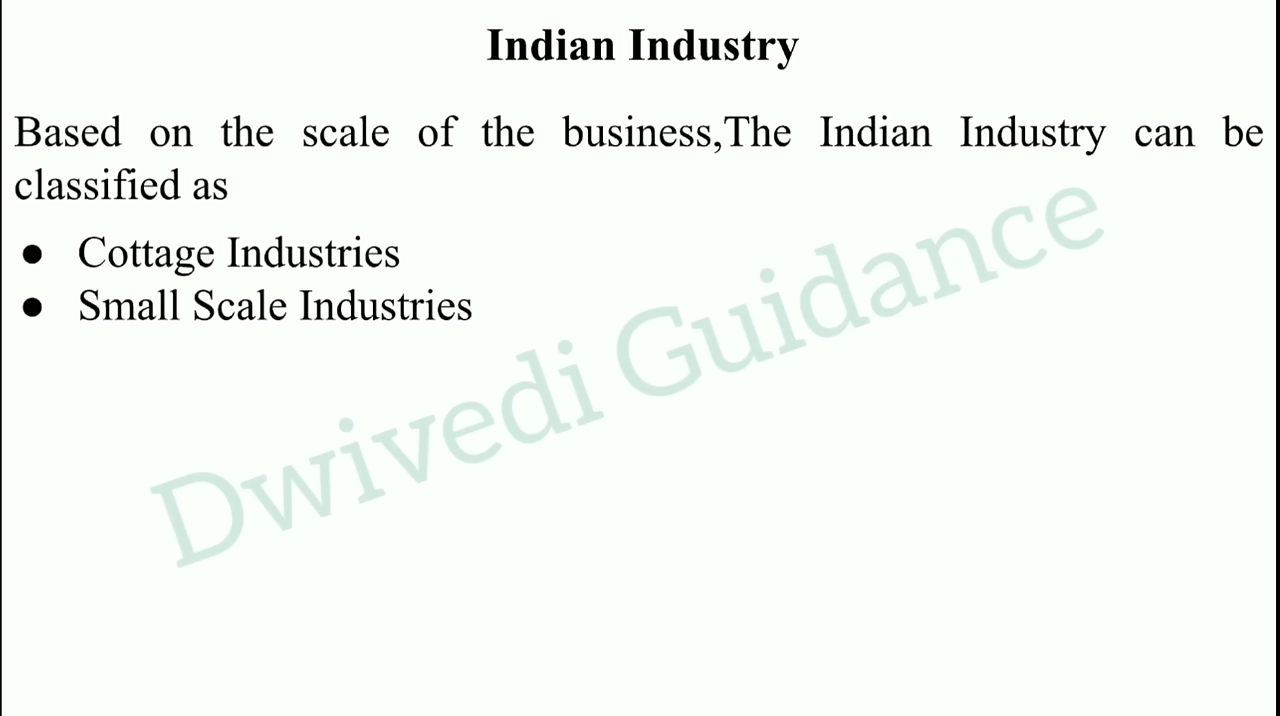 Indian Industry
Based on the scale of the business,The Indian Industry can be
classified as
● Cottage Industries
● Small Scale Industries
Dwivedi Guidance